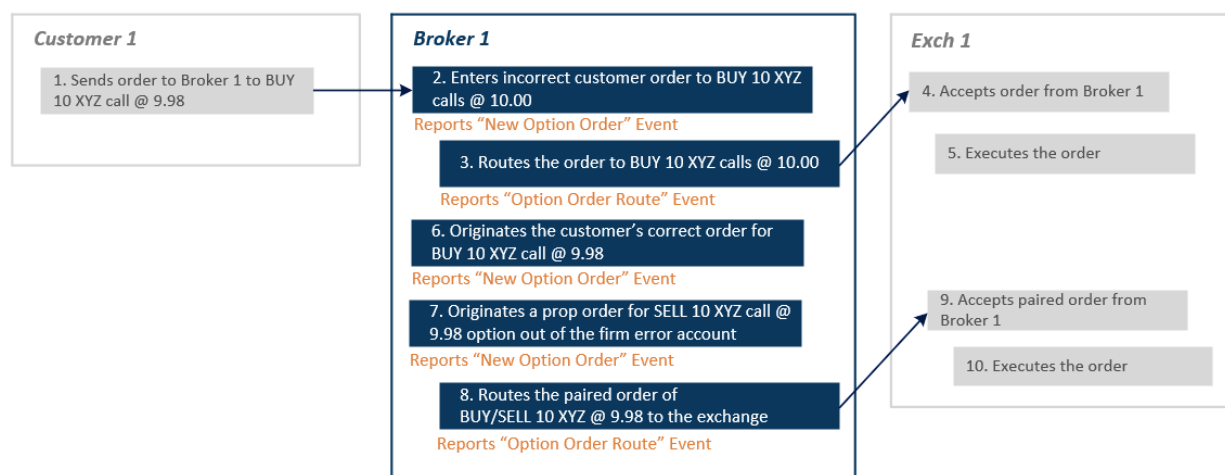 Customer 1
1. Sends order to Broker 1 to BUY
10 XYZ call @ 9.98
Broker 1
2. Enters incorrect customer order to BUY 10 XYZ
calls @ 10.00
Reports “New Option Order” Event
3. Routes the order to BUY 10 XYZ calls @ 10.00
Reports “Option Order Route” Event
6. Originates the customer’s correct order for
BUY 10 XYZ call @ 9.98
Reports “New Option Order” Event
7. Originates a prop order for SELL 10 XYZ call @
9.98 option out of the firm error account
Reports “New Option Order” Event
8. Routes the paired order of
BUY/SELL 10 XYZ @ 9.98 to the exchange
Reports “Option Order Route” Event
Exch 1
4. Accepts order from Broker 1
5. Executes the order
9. Accepts paired order from
Broker 1
10. Executes the order